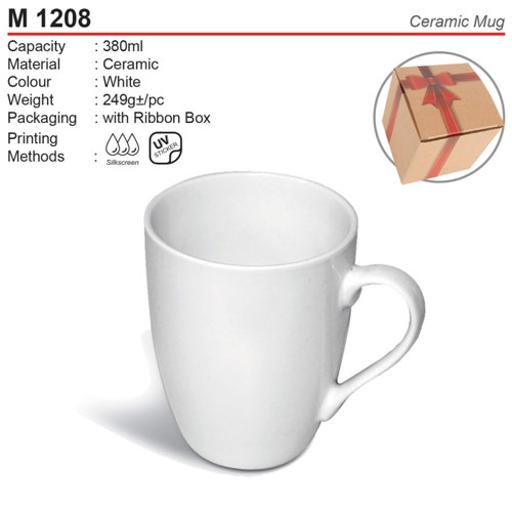 M 1208
Ceramic Mug
Capacity : 380ml
Material : Ceramic
Colour : White
Weight : 249g±/pc
Packaging : with Ribbon Box
Printing
Methods : Silkscreen UV STICKER